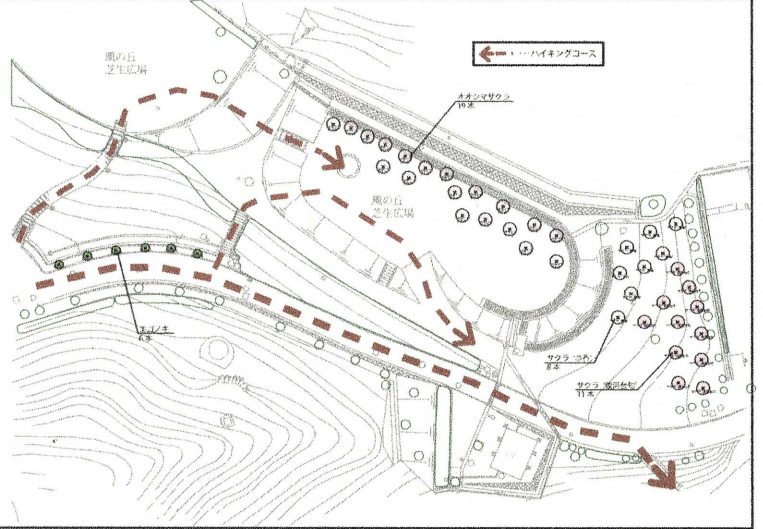 風の丘
芝生広場
・・・ハイキングコース
オオシマザクラ
19本
風の丘
芝生広場
エゴノキ
6本
サクラ
8本
サクラ
11本